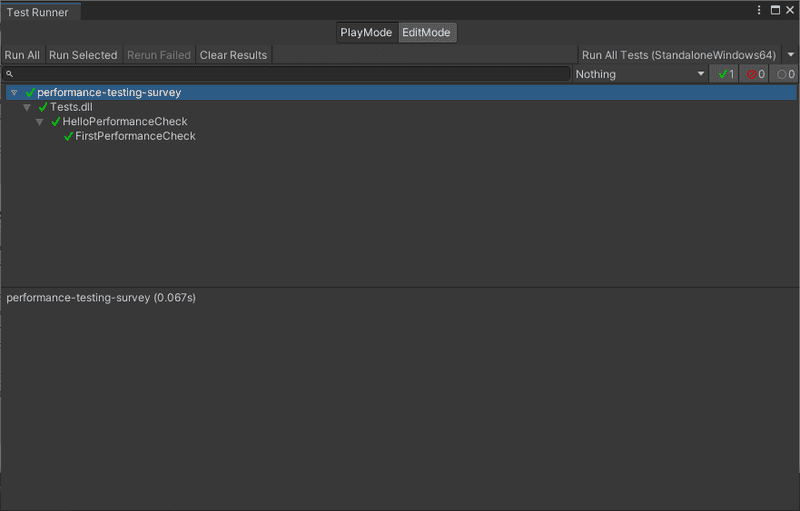 Test Runner
PlayMode EditMode
Run All Run Selected Rerun Failed Clear Results Run All Tests (StandaloneWindows64)
Nothing 1 0 0
performance-testing-survey
Tests.dll
HelloPerformanceCheck
FirstPerformanceCheck
performance-testing-survey (0.067s)